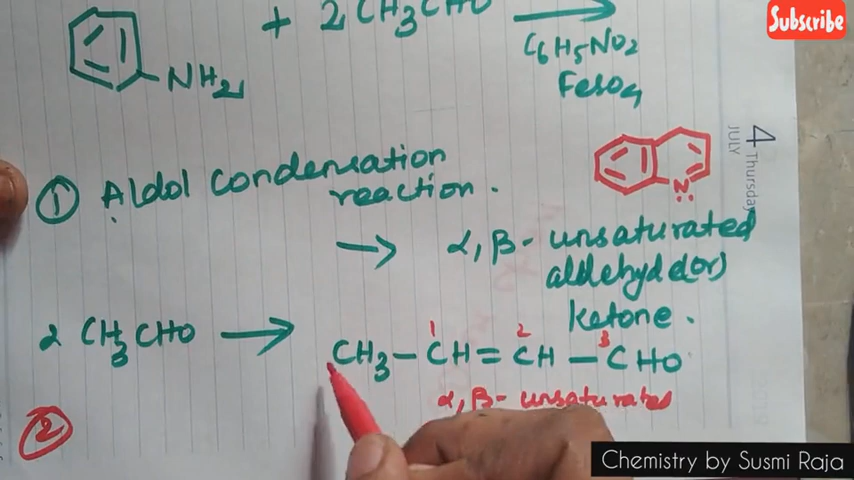 Subscribe
+ 2 CH3CHO
NH2
C6H5NO2
FeSO4
4 Thursday
JULY
N
① Aldol condensation
reaction.
→ α, β- unsaturated
aldehyde(or)
ketone.
2 CH3CHO → CH3-CH=CH-CHO
1 2 3
α, β- unsaturated
②
Chemistry by Susmi Raja